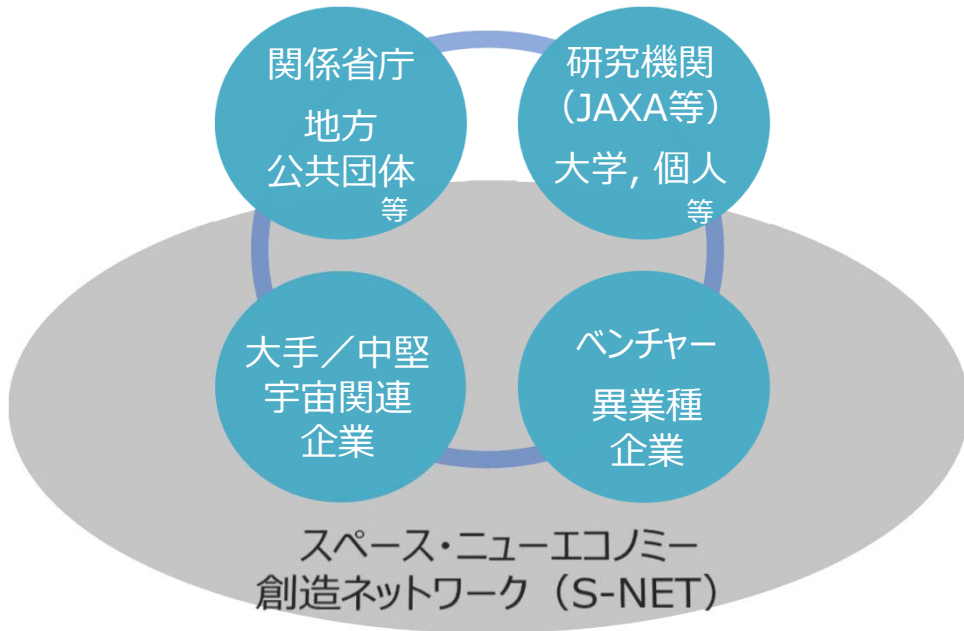 関係省庁
地方
公共団体
等
研究機関
（JAXA等）
大学, 個人
等
大手／中堅
宇宙関連
企業
ベンチャー
異業種
企業
スペース・ニューエコノミー
創造ネットワーク（S-NET）